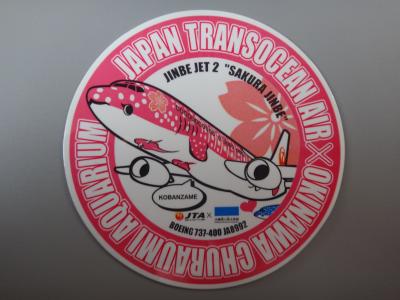 JAPAN TRANSOCEAN AIR × OKINAWA CHURAUMI AQUARIUM
JINBE JET 2 "SAKURA JINBE"
KOBANZAME
JTA ×
BOEING 737-400 JA8992